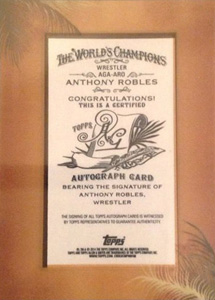 THE WORLD'S CHAMPIONS
WRESTLER
AGA-ARO
ANTHONY ROBLES
CONGRATULATIONS!
THIS IS A CERTIFIED
TOPPS
AG
AUTOGRAPH CARD
BEARING THE SIGNATURE OF
ANTHONY ROBLES,
WRESTLER
THE SIGNING OF ALL TOPPS AUTOGRAPH CARDS IS WITNESSED
BY TOPPS REPRESENTATIVES TO GUARANTEE AUTHENTICITY.
Topps